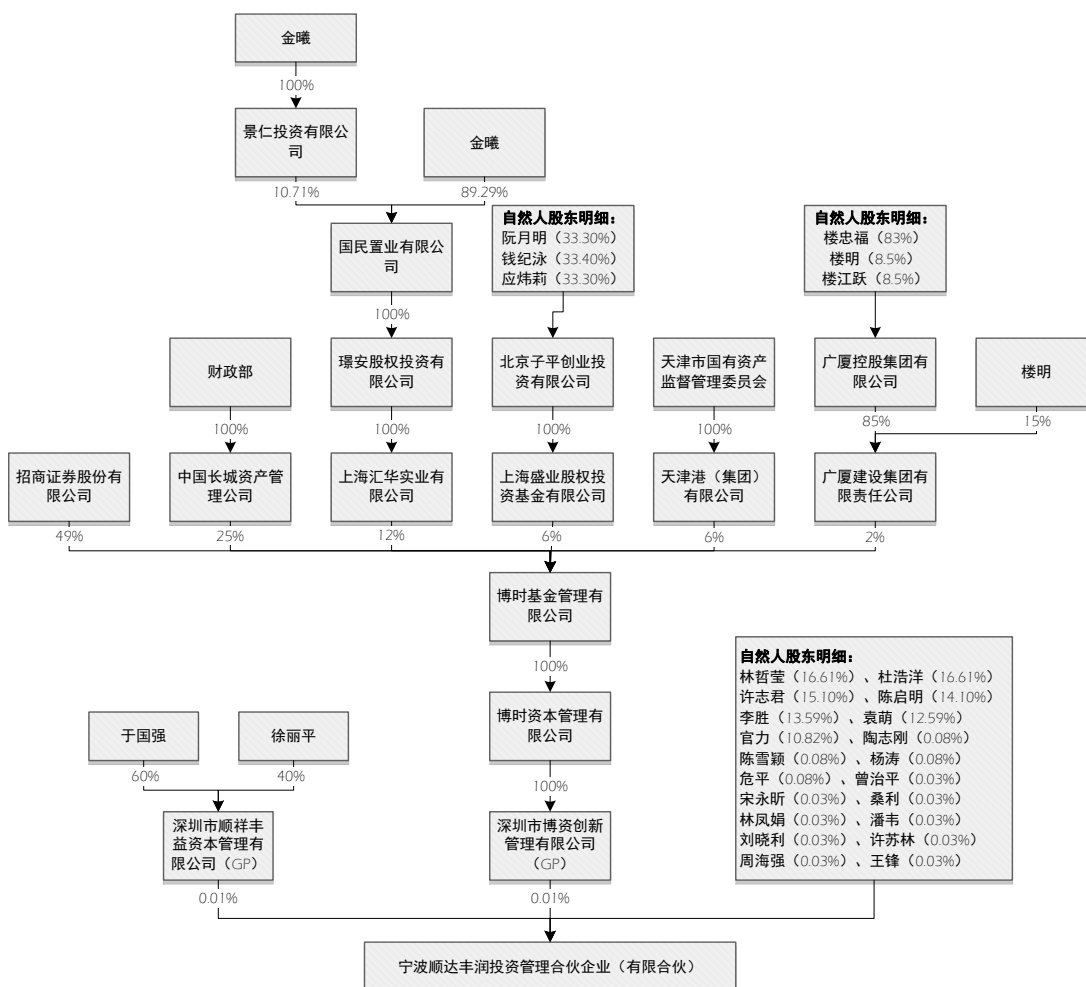 金曦
100%
景仁投资有限公
司
金曦
10.71%
89.29%
国民置业有限公
司
自然人股东明细：
阮月明（33.30%）
钱纪泳（33.40%）
应炜莉（33.30%）
自然人股东明细：
楼忠福（83%）
楼明（8.5%）
楼江跃（8.5%）
100%
财政部
璟安股权投资有
限公司
北京子平创业投
资有限公司
天津市国有资产
监督管理委员会
广厦控股集团有
限公司
楼明
100%
100%
100%
100%
85%
15%
招商证券股份有
限公司
中国长城资产管
理公司
上海汇华实业有
限公司
上海盛业股权投
资基金有限公司
天津港（集团）
有限公司
广厦建设集团有
限责任公司
49%
25%
12%
6%
6%
2%
博时基金管理有
限公司
100%
博时资本管理有
限公司
100%
于国强
徐丽平
60%
40%
深圳市顺祥丰
益资本管理有
限公司（GP）
深圳市博资创新
管理有限公司
（GP）
自然人股东明细：
林哲莹（16.61%）、杜浩洋（16.61%）
许志君（15.10%）、陈启明（14.10%）
李胜（13.59%）、袁萌（12.59%）
官力（10.82%）、陶志刚（0.08%）
陈雪颖（0.08%）、杨涛（0.08%）
危平（0.08%）、曾治平（0.03%）
宋永昕（0.03%）、桑利（0.03%）
林凤娟（0.03%）、潘韦（0.03%）
刘晓利（0.03%）、许苏林（0.03%）
周海强（0.03%）、王锋（0.03%）
0.01%
0.01%
宁波顺达丰润投资管理合伙企业（有限合伙）